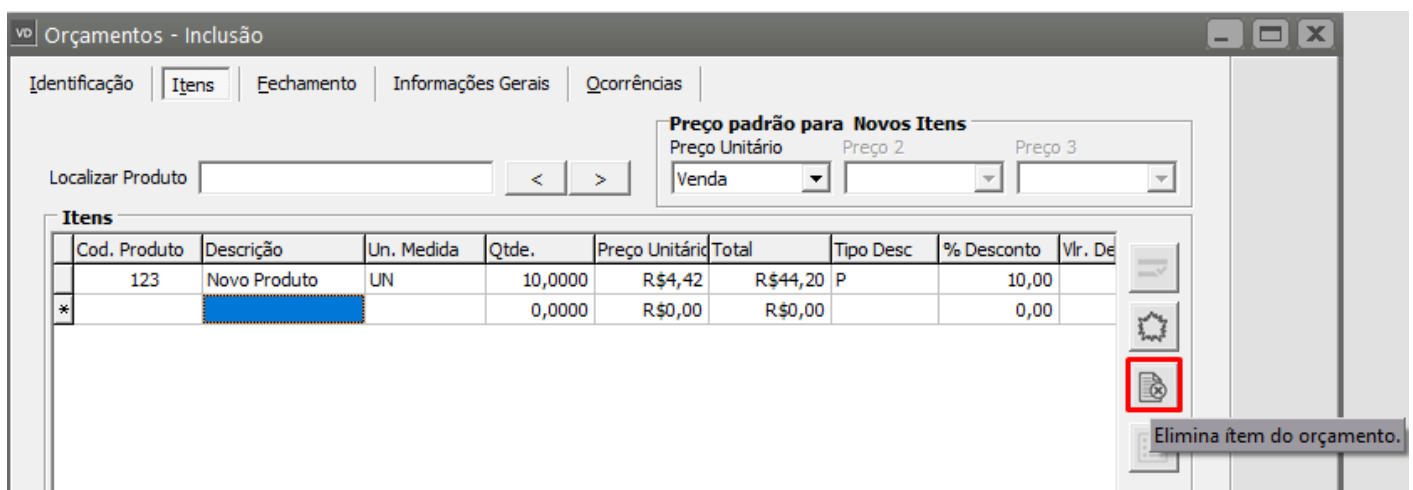 VD Orçamentos - Inclusão
Identificação Itens Fechamento Informações Gerais Ocorrências
Preço padrão para Novos Itens
Preço Unitário Preço 2 Preço 3
Localizar Produto < > Venda
Itens
Cod. Produto Descrição Un. Medida Qtde. Preço Unitáric Total Tipo Desc % Desconto Vlr. De
123 Novo Produto UN 10,0000 R$4,42 R$44,20 P 10,00
* 0,0000 R$0,00 R$0,00 0,00
Elimina ítem do orçamento.